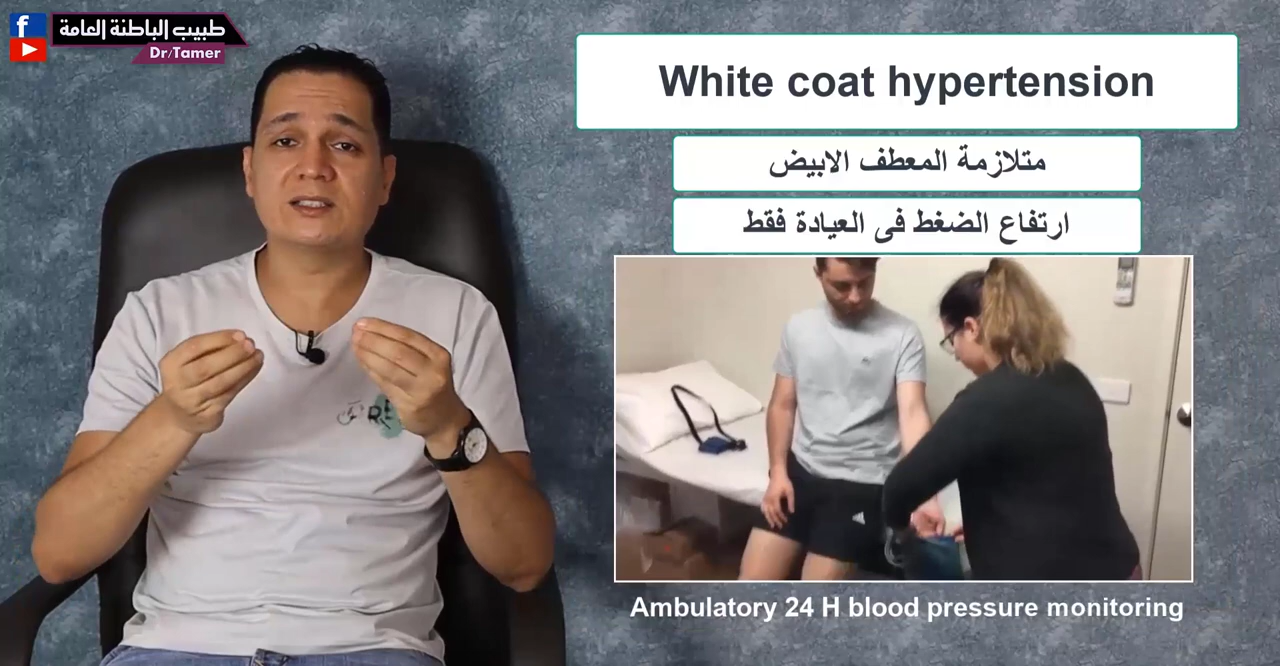 طبيب الباطنة العامة
Dr/Tamer
White coat hypertension
متلازمة المعطف الابيض
ارتفاع الضغط فى العيادة فقط
Ambulatory 24 H blood pressure monitoring